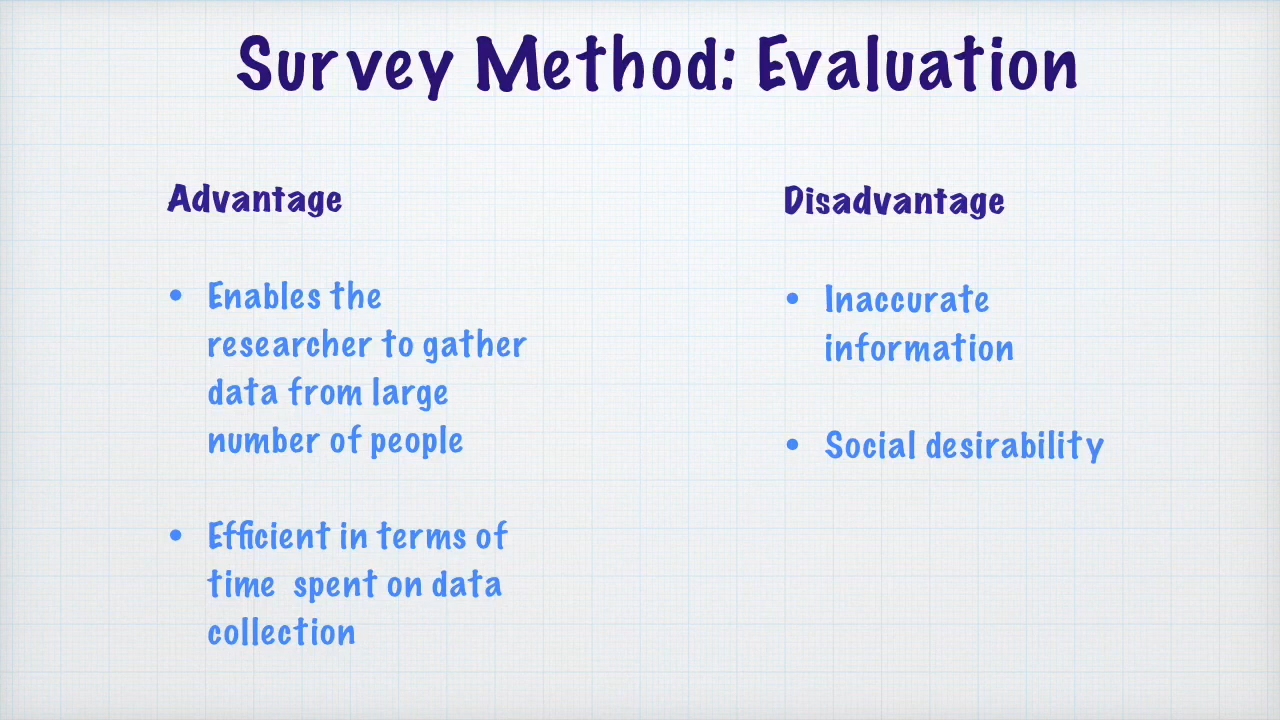 Survey Method: Evaluation
Advantage
• Enables the
researcher to gather
data from large
number of people
• Efficient in terms of
time  spent on data
collection
Disadvantage
• Inaccurate
information
• Social desirability